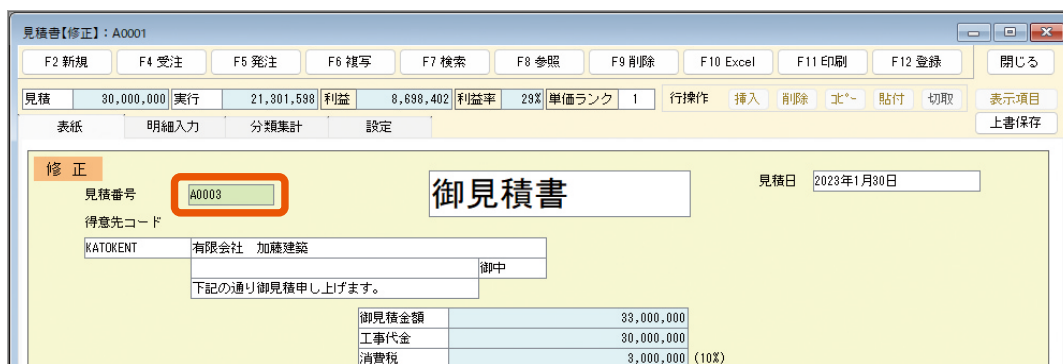 見積書【修正】：A0001
F2 新規 F4 受注 F5 発注 F6 複写 F7 検索 F8 参照 F9 削除 F10 Excel F11 印刷 F12 登録 閉じる
見積 30,000,000 実行 21,301,598 利益 8,698,402 利益率 29% 単価ランク 1 行操作 挿入 削除 コピー 貼付 切取 表示項目
表紙 明細入力 分類集計 設定 上書保存
修 正
見積番号 A0003 御見積書 見積日 2023年1月30日
得意先コード
KATOKENT 有限会社 加藤建築
御中
下記の通り御見積申し上げます。
御見積金額 33,000,000
工事代金 30,000,000
消費税 3,000,000 (10%)